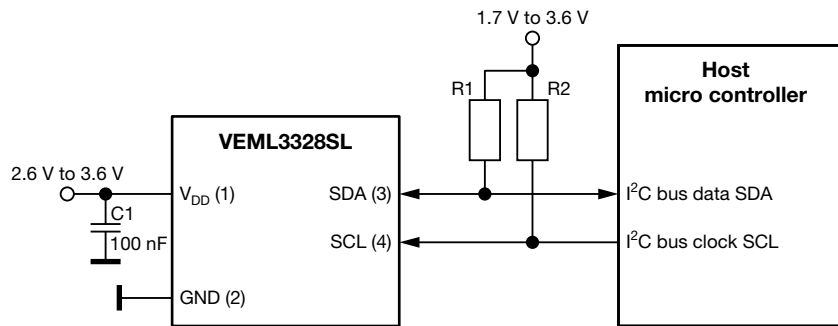 1.7 V to 3.6 V
Host
micro controller
R1
R2
VEML3328SL
2.6 V to 3.6 V
V_DD (1)
SDA (3)
I²C bus data SDA
C1
100 nF
SCL (4)
I²C bus clock SCL
GND (2)